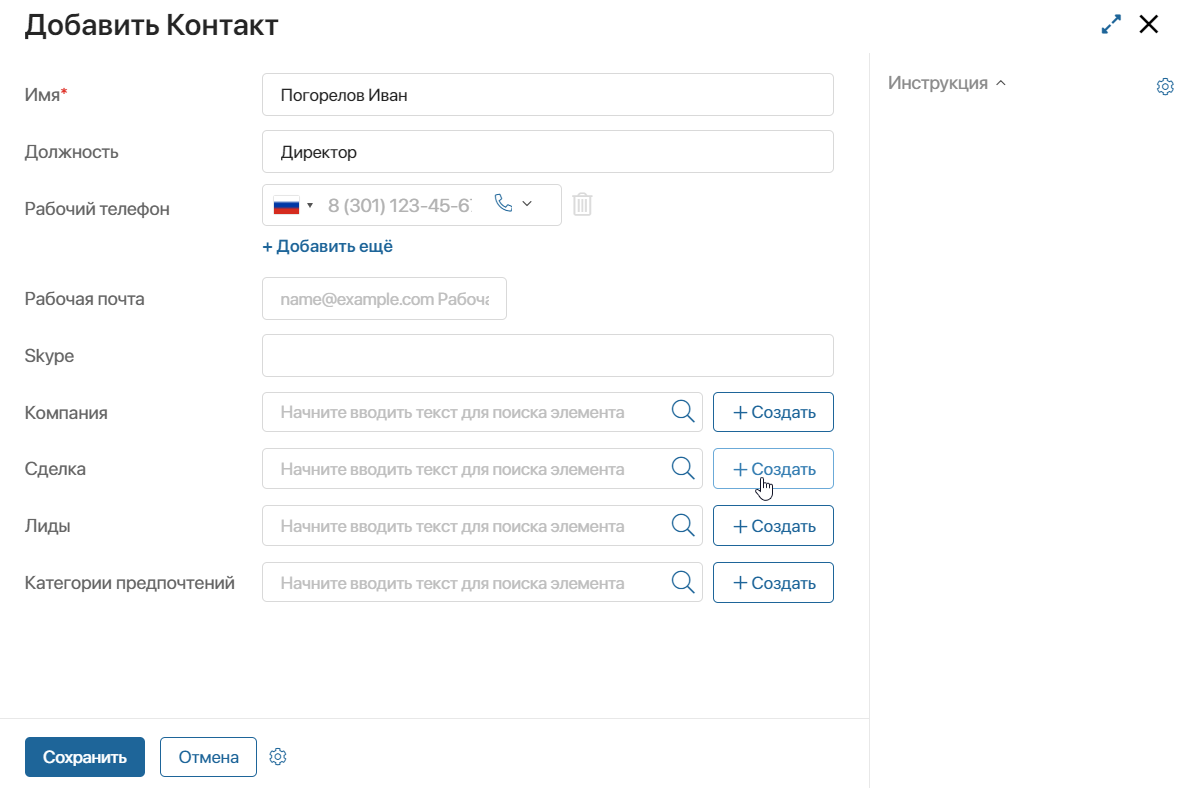 Добавить Контакт
Инструкция
Имя*
Погорелов Иван
Должность
Директор
Рабочий телефон
8 (301) 123-45-6
+ Добавить ещё
Рабочая почта
name@example.com Рабоча
Skype
Компания
Начните вводить текст для поиска элемента
+ Создать
Сделка
Начните вводить текст для поиска элемента
+ Создать
Лиды
Начните вводить текст для поиска элемента
+ Создать
Категории предпочтений
Начните вводить текст для поиска элемента
+ Создать
Сохранить
Отмена